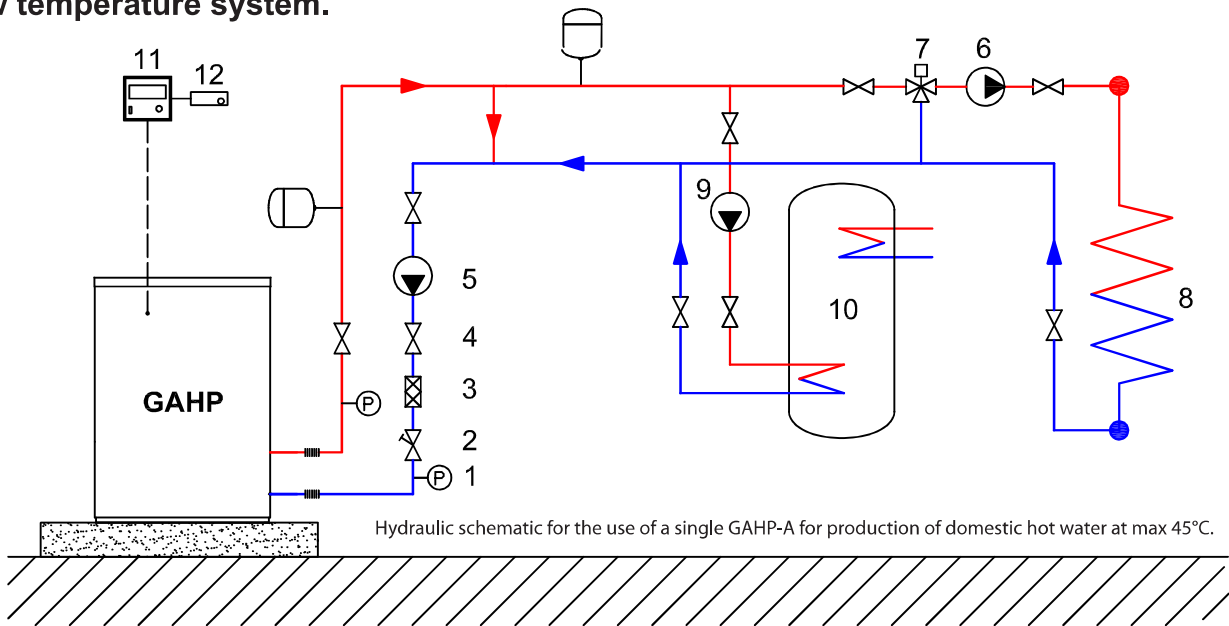 temperature system.
11
12
7
6
9
5
10
8
4
GAHP
P
3
2
P
1
Hydraulic schematic for the use of a single GAHP-A for production of domestic hot water at max 45°C.